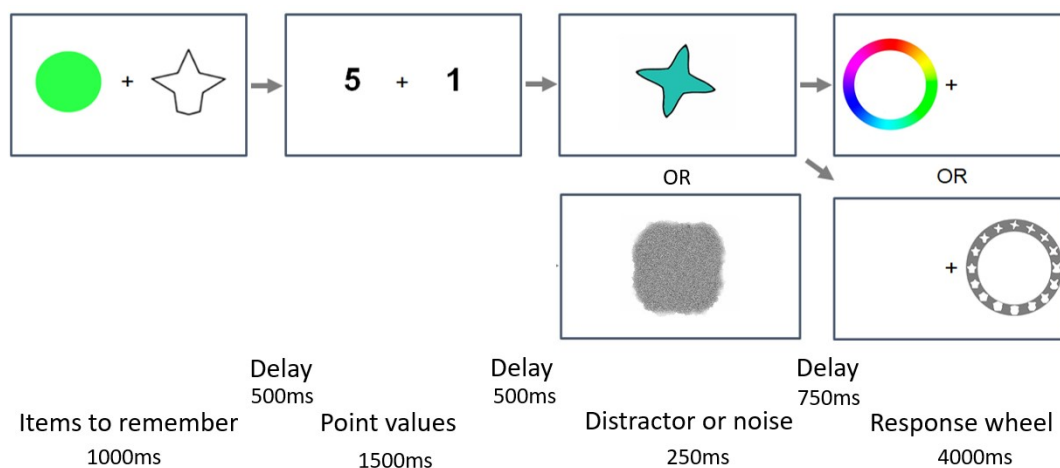 +
5 + 1
+
OR
OR
+
Delay
500ms
Delay
500ms
Delay
750ms
Items to remember
1000ms
Point values
1500ms
Distractor or noise
250ms
Response wheel
4000ms